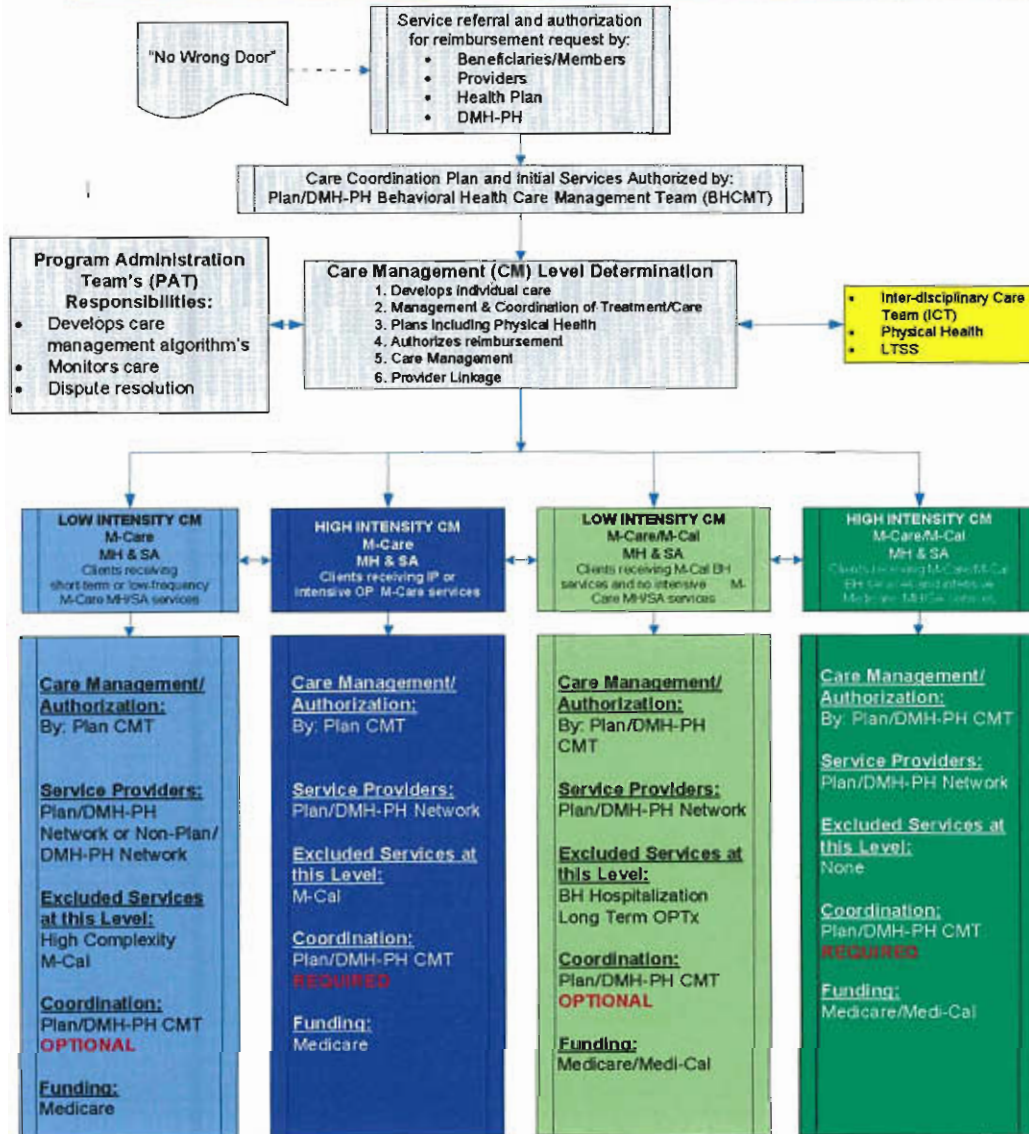 "No Wrong Door"
Service referral and authorization
for reimbursement request by:
• Beneficiaries/Members
• Providers
• Health Plan
• DMH-PH
Care Coordination Plan and Initial Services Authorized by:
Plan/DMH-PH Behavioral Health Care Management Team (BHCMT)
Program Administration
Team's (PAT)
Responsibilities:
• Develops care
management algorithm's
• Monitors care
• Dispute resolution
Care Management (CM) Level Determination
1. Develops individual care
2. Management & Coordination of Treatment/Care
3. Plans Including Physical Health
4. Authorizes reimbursement
5. Care Management
6. Provider Linkage
• Inter-disciplinary Care
Team (ICT)
• Physical Health
• LTSS
LOW INTENSITY CM
M-Care
MH & SA
Clients receiving
short-term or low-frequency
M-Care MH/SA services
HIGH INTENSITY CM
M-Care
MH & SA
Clients receiving IP or
intensive OP M-Care services
LOW INTENSITY CM
M-Care/M-Cal
MH & SA
Clients receiving M-Cal BH
services and no intensive M-
Care MH/SA services
HIGH INTENSITY CM
M-Care/M-Cal
MH & SA
Clients receiving M-Care/M-Cal
BH services and intensive
Medicare MH/SA services
Care Management/
Authorization:
By: Plan CMT
Service Providers:
Plan/DMH-PH
Network or Non-Plan/
DMH-PH Network
Excluded Services
at this Level:
High Complexity
M-Cal
Coordination:
Plan/DMH-PH CMT
OPTIONAL
Funding:
Medicare
Care Management/
Authorization:
By: Plan CMT
Service Providers:
Plan/DMH-PH Network
Excluded Services at
this Level:
M-Cal
Coordination:
Plan/DMH-PH CMT
REQUIRED
Funding:
Medicare
Care Management/
Authorization:
By: Plan/DMH-PH
CMT
Service Providers:
Plan/DMH-PH Network
Excluded Services at
this Level:
BH Hospitalization
Long Term OPTx
Coordination:
Plan/DMH-PH CMT
OPTIONAL
Funding:
Medicare/Medi-Cal
Care Management/
Authorization:
By: Plan/DMH-PH CMT
Service Providers:
Plan/DMH-PH Network
Excluded Services at
this Level:
None
Coordination:
Plan/DMH-PH CMT
REQUIRED
Funding:
Medicare/Medi-Cal